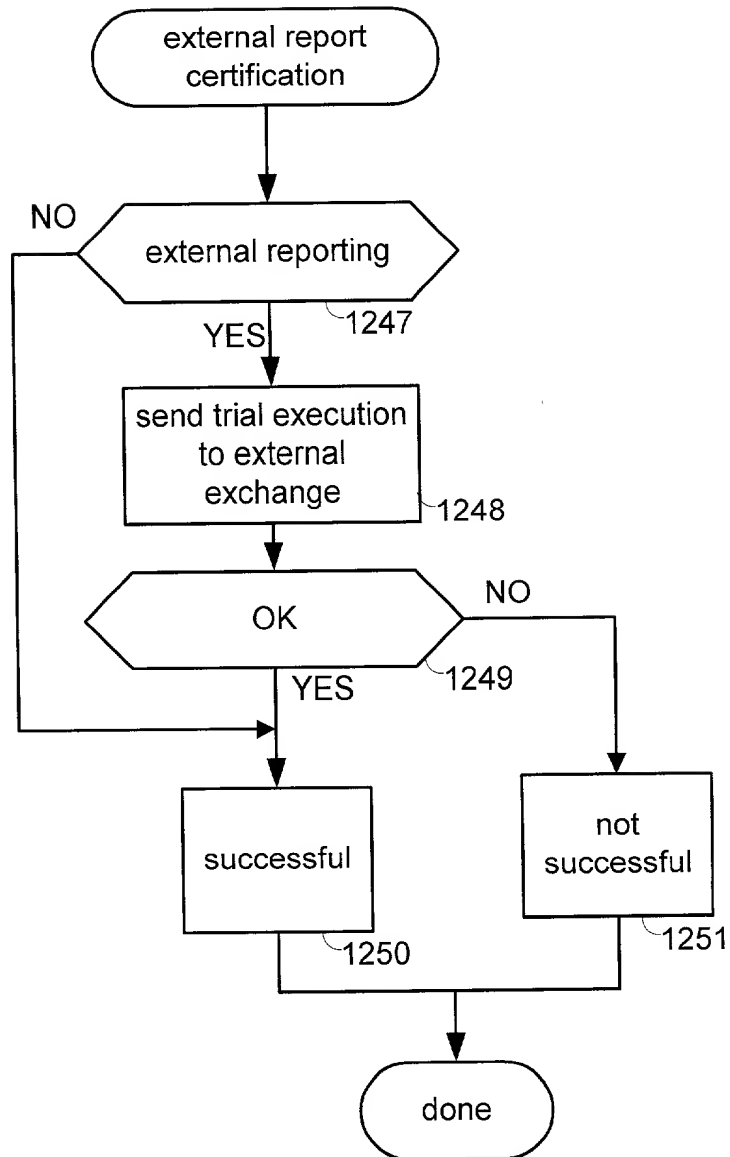 external report
certification
NO
external reporting
1247
YES
send trial execution
to external
exchange
1248
OK
NO
1249
YES
successful
1250
not
successful
1251
done